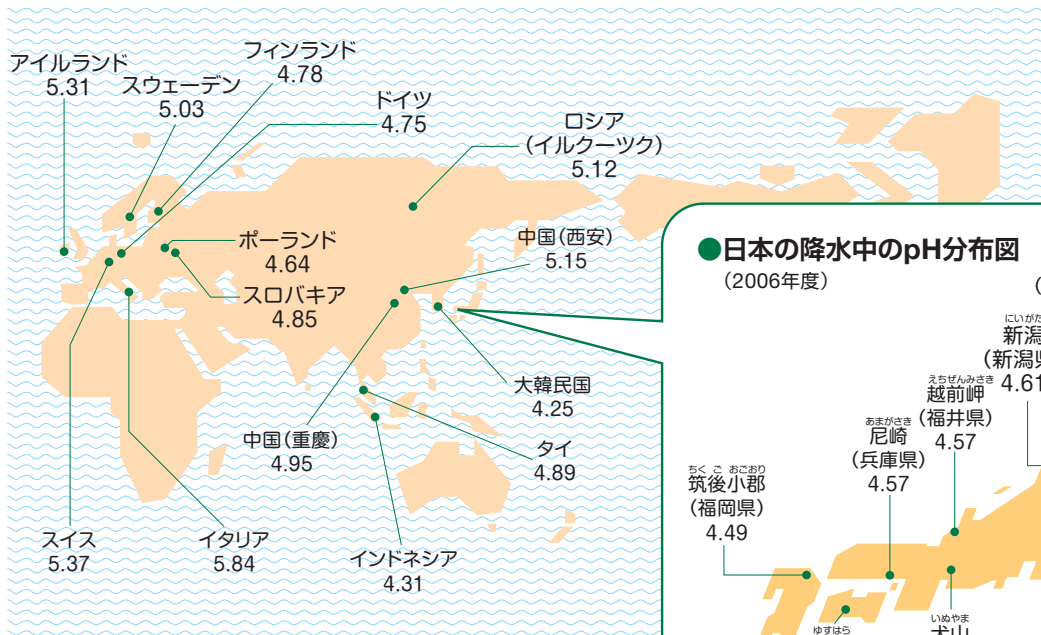 アイルランド
5.31
スウェーデン
5.03
フィンランド
4.78
ドイツ
4.75
ロシア
(イルクーツク)
5.12
ポーランド
4.64
スロバキア
4.85
中国(西安)
5.15
大韓民国
4.25
中国(重慶)
4.95
タイ
4.89
スイス
5.37
イタリア
5.84
インドネシア
4.31
●日本の降水中のpH分布図
(2006年度)
(
にいがた
新潟
(新潟県
4.61
えちぜんみさき
越前岬
(福井県)
4.57
あまがさき
尼崎
(兵庫県)
4.57
ちくごおごおり
筑後小郡
(福岡県)
4.49
ゆすはら
いぬやま
犬山